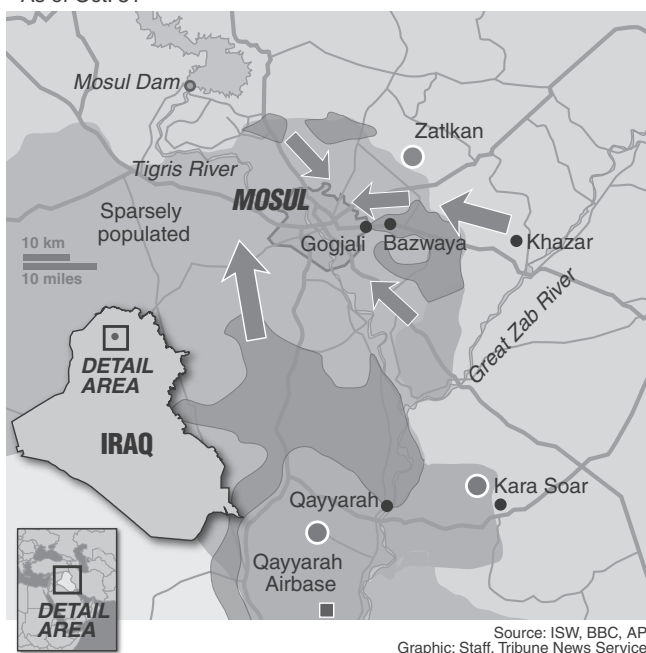 As of Oct. 31
Mosul Dam
Zatlkan
Tigris River
MOSUL
Sparsely
populated
Gogjali
Bazwaya
Khazar
10 km
10 miles
Great Zab River
DETAIL
AREA
IRAQ
Qayyarah
Kara Soar
Qayyarah
Airbase
DETAIL
AREA
Source: ISW, BBC, AP
Graphic: Staff, Tribune News Service